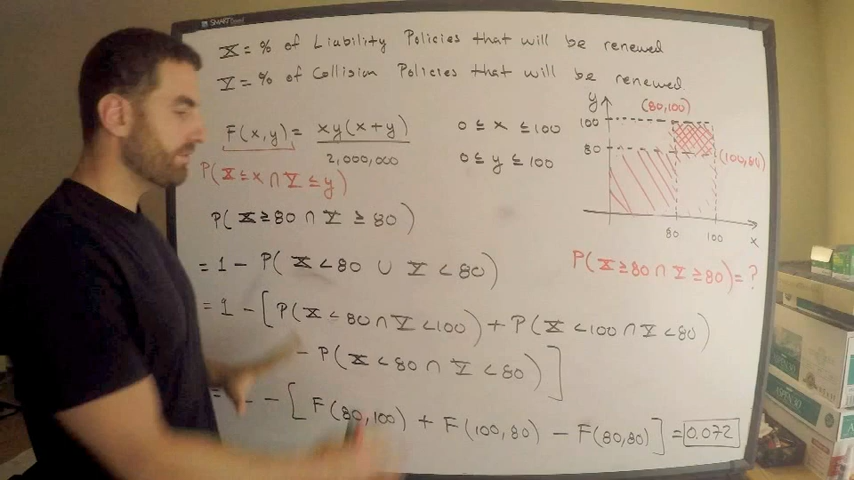 SMART
X = % of Liability Policies that will be renewed
Y = % of Collision Policies that will be renewed
F(x,y) = xy(x+y) / 2,000,000
0 ≤ x ≤ 100
0 ≤ y ≤ 100
P(X ≤ x ∩ Y ≤ y)
P(X ≥ 80 ∩ Y ≥ 80)
= 1 - P(X < 80 ∪ Y < 80)
= 1 - [P(X < 80 ∩ Y < 100) + P(X < 100 ∩ Y < 80)
- P(X < 80 ∩ Y < 80)]
= - [F(80,100) + F(100,80) - F(80,80)] = 0.072
y
(80,100)
100
80
(100,80)
80 100
x
P(X ≥ 80 ∩ Y ≥ 80) = ?